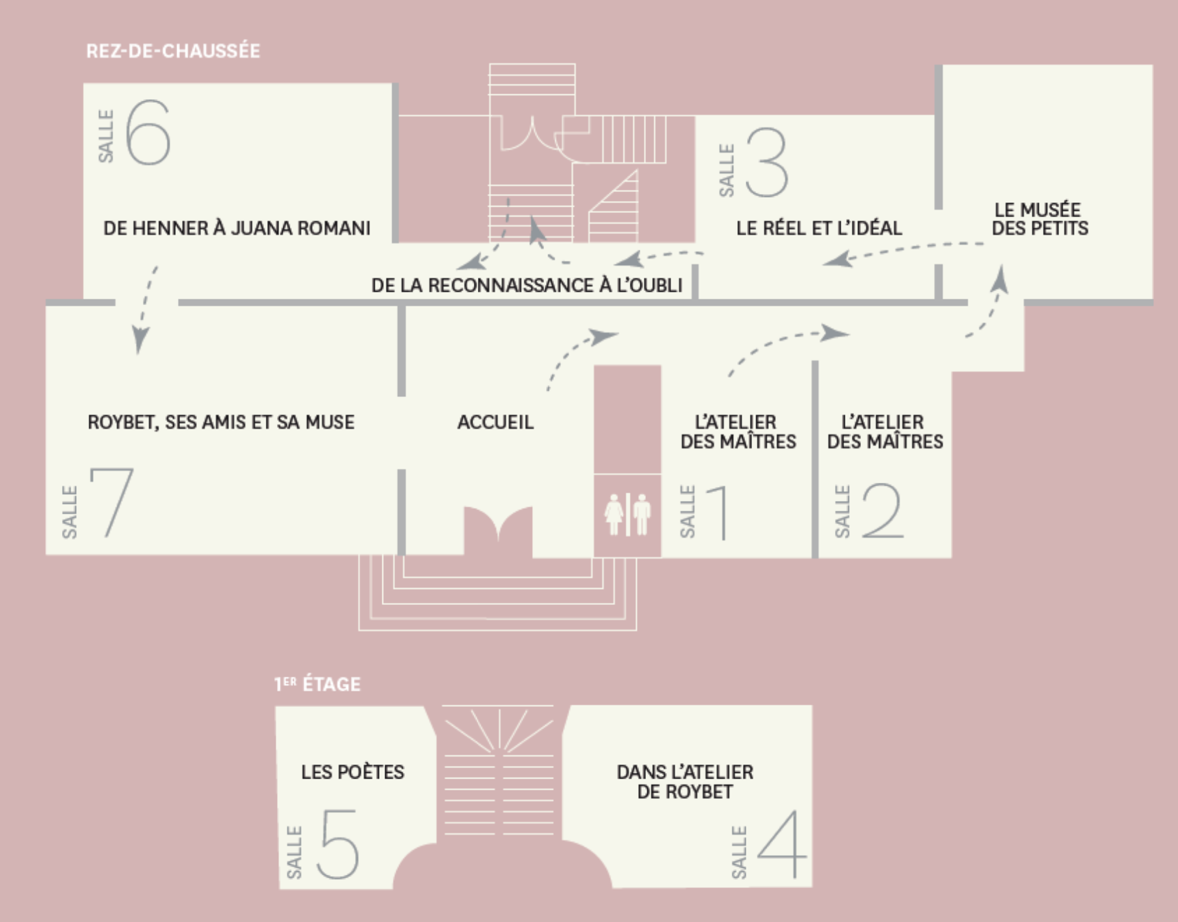 REZ-DE-CHAUSSÉE
SALLE 6
DE HENNER À JUANA ROMANI
SALLE 3
LE RÉEL ET L'IDÉAL
LE MUSÉE
DES PETITS
DE LA RECONNAISSANCE À L'OUBLI
ROYBET, SES AMIS ET SA MUSE
SALLE 7
ACCUEIL
L'ATELIER
DES MAÎTRES
SALLE 1
L'ATELIER
DES MAÎTRES
SALLE 2
1ER ÉTAGE
LES POÈTES
SALLE 5
DANS L'ATELIER
DE ROYBET
SALLE 4